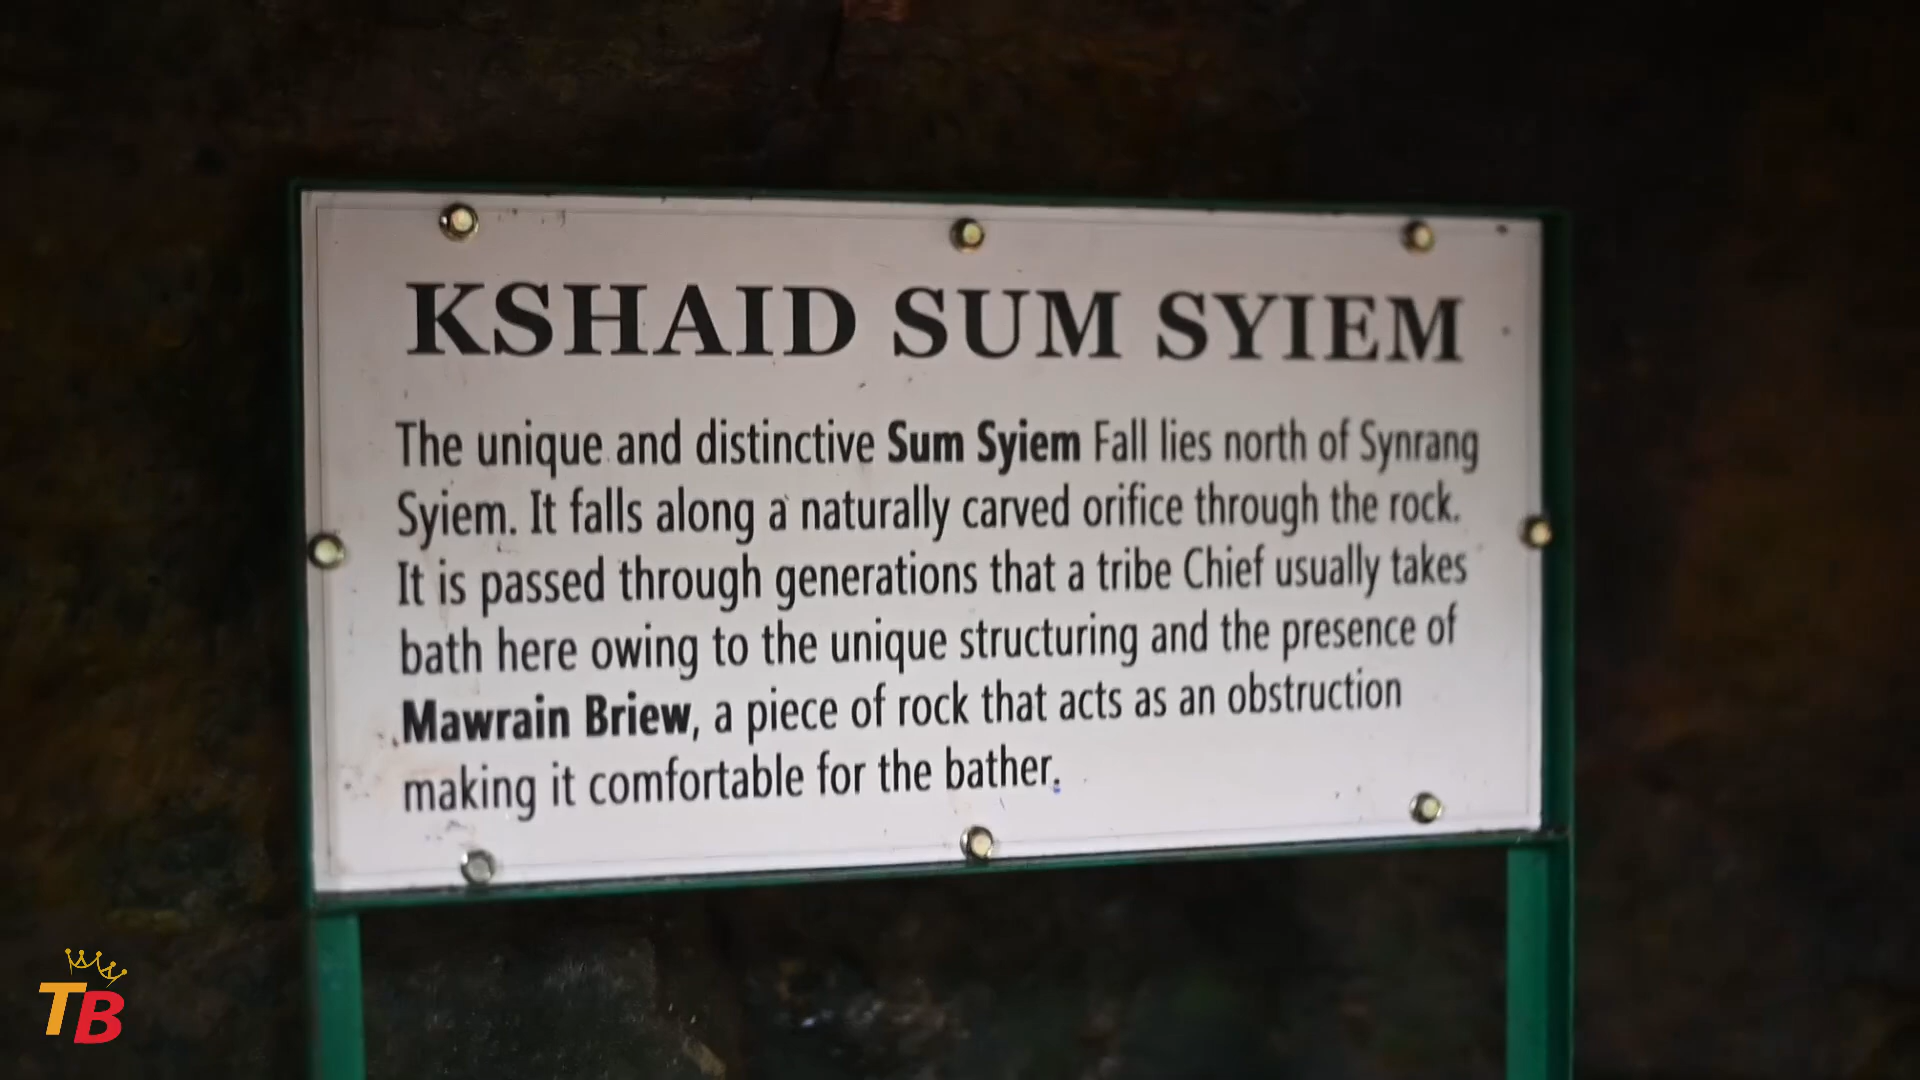 KSHAID SUM SYIEM
The unique and distinctive Sum Syiem Fall lies north of Synrang
Syiem. It falls along a naturally carved orifice through the rock.
It is passed through generations that a tribe Chief usually takes
bath here owing to the unique structuring and the presence of
Mawrain Briew, a piece of rock that acts as an obstruction
making it comfortable for the bather.
TB